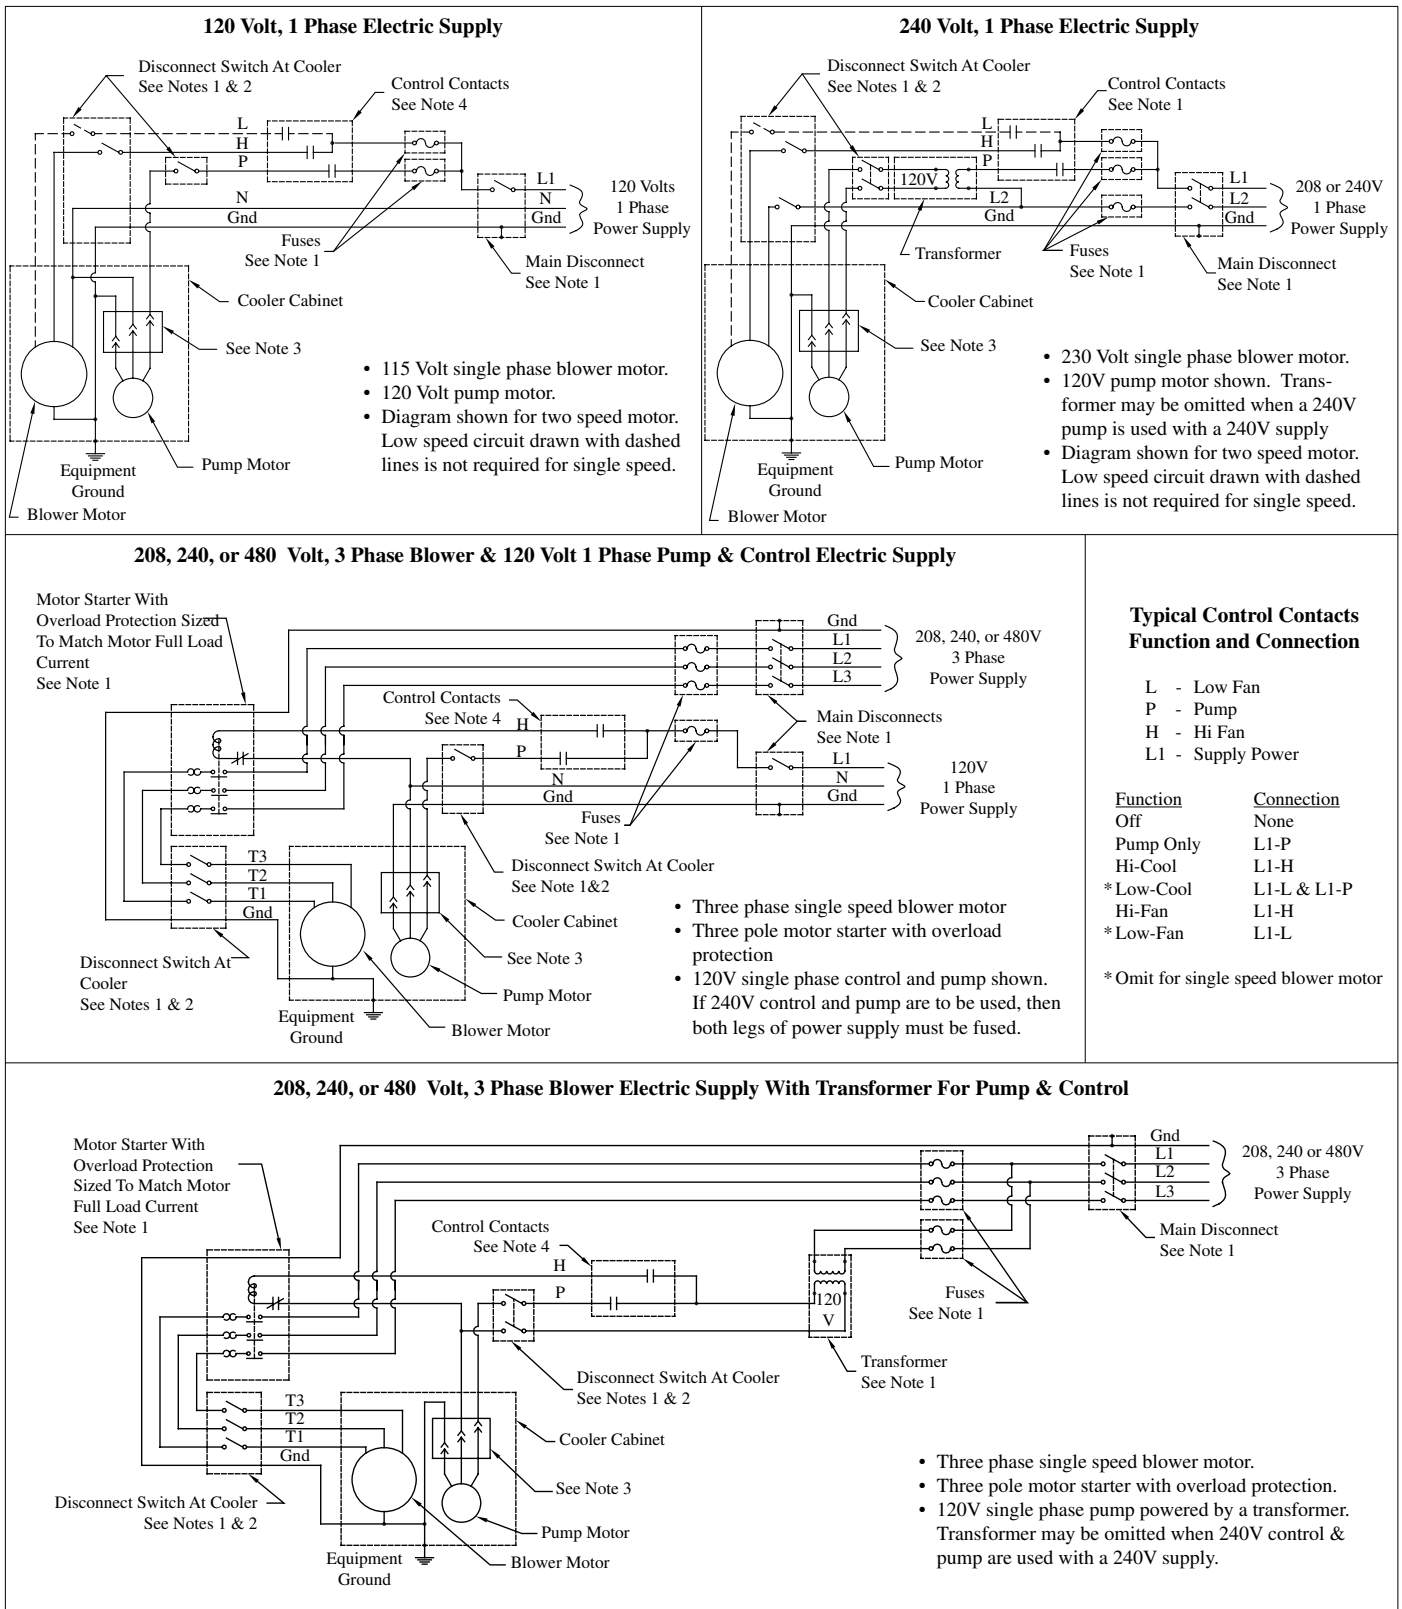 120 Volt, 1 Phase Electric Supply
Disconnect Switch At Cooler
See Notes 1 & 2
Control Contacts
See Note 4
L
H
P
N
Gnd
L1
N
Gnd
120 Volts
1 Phase
Power Supply
Fuses
See Note 1
Main Disconnect
See Note 1
Cooler Cabinet
See Note 3
Pump Motor
Equipment
Ground
Blower Motor
• 115 Volt single phase blower motor.
• 120 Volt pump motor.
• Diagram shown for two speed motor.
Low speed circuit drawn with dashed
lines is not required for single speed.
240 Volt, 1 Phase Electric Supply
Disconnect Switch At Cooler
See Notes 1 & 2
Control Contacts
See Note 1
L
H
P
120V
L2
Gnd
L1
L2
Gnd
208 or 240V
1 Phase
Power Supply
Transformer
Fuses
See Note 1
Main Disconnect
See Note 1
Cooler Cabinet
See Note 3
Pump Motor
Equipment
Ground
Blower Motor
• 230 Volt single phase blower motor.
• 120V pump motor shown. Trans-
former may be omitted when a 240V
pump is used with a 240V supply
• Diagram shown for two speed motor.
Low speed circuit drawn with dashed
lines is not required for single speed.
208, 240, or 480 Volt, 3 Phase Blower & 120 Volt 1 Phase Pump & Control Electric Supply
Motor Starter With
Overload Protection Sized
To Match Motor Full Load
Current
See Note 1
Gnd
L1
L2
L3
208, 240, or 480V
3 Phase
Power Supply
Control Contacts
See Note 4
H
P
N
Gnd
Main Disconnects
See Note 1
L1
N
Gnd
120V
1 Phase
Power Supply
Fuses
See Note 1
Disconnect Switch At Cooler
See Note 1&2
T3
T2
T1
Gnd
Cooler Cabinet
See Note 3
Pump Motor
Blower Motor
Disconnect Switch At
Cooler
See Notes 1 & 2
Equipment
Ground
• Three phase single speed blower motor
• Three pole motor starter with overload
protection
• 120V single phase control and pump shown.
If 240V control and pump are to be used, then
both legs of power supply must be fused.
Typical Control Contacts
Function and Connection
L - Low Fan
P - Pump
H - Hi Fan
L1 - Supply Power
Function Connection
Off None
Pump Only L1-P
Hi-Cool L1-H
*Low-Cool L1-L & L1-P
Hi-Fan L1-H
*Low-Fan L1-L
*Omit for single speed blower motor
208, 240, or 480 Volt, 3 Phase Blower Electric Supply With Transformer For Pump & Control
Motor Starter With
Overload Protection
Sized To Match Motor
Full Load Current
See Note 1
Gnd
L1
L2
L3
208, 240 or 480V
3 Phase
Power Supply
Main Disconnect
See Note 1
Control Contacts
See Note 4
H
P
120
V
Fuses
See Note 1
Transformer
See Note 1
Disconnect Switch At Cooler
See Notes 1 & 2
T3
T2
T1
Gnd
Cooler Cabinet
See Note 3
Pump Motor
Blower Motor
Disconnect Switch At Cooler
See Notes 1 & 2
Equipment
Ground
• Three phase single speed blower motor.
• Three pole motor starter with overload protection.
• 120V single phase pump powered by a transformer.
Transformer may be omitted when 240V control &
pump are used with a 240V supply.